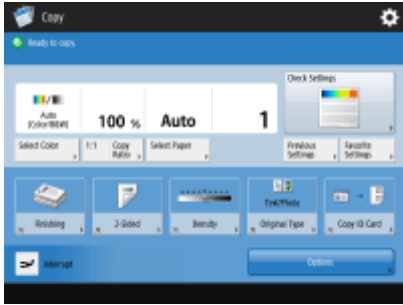 Copy
Ready to copy.
Check Settings
Auto
[Color/B&W]
100 %
Auto
1
Select Color
1:1
Copy
Ratio
Select Paper
Previous
Settings
Favorite
Settings
Text/Photo
Finishing
2-Sided
Density
Original Type
Copy ID Card
Interrupt
Options